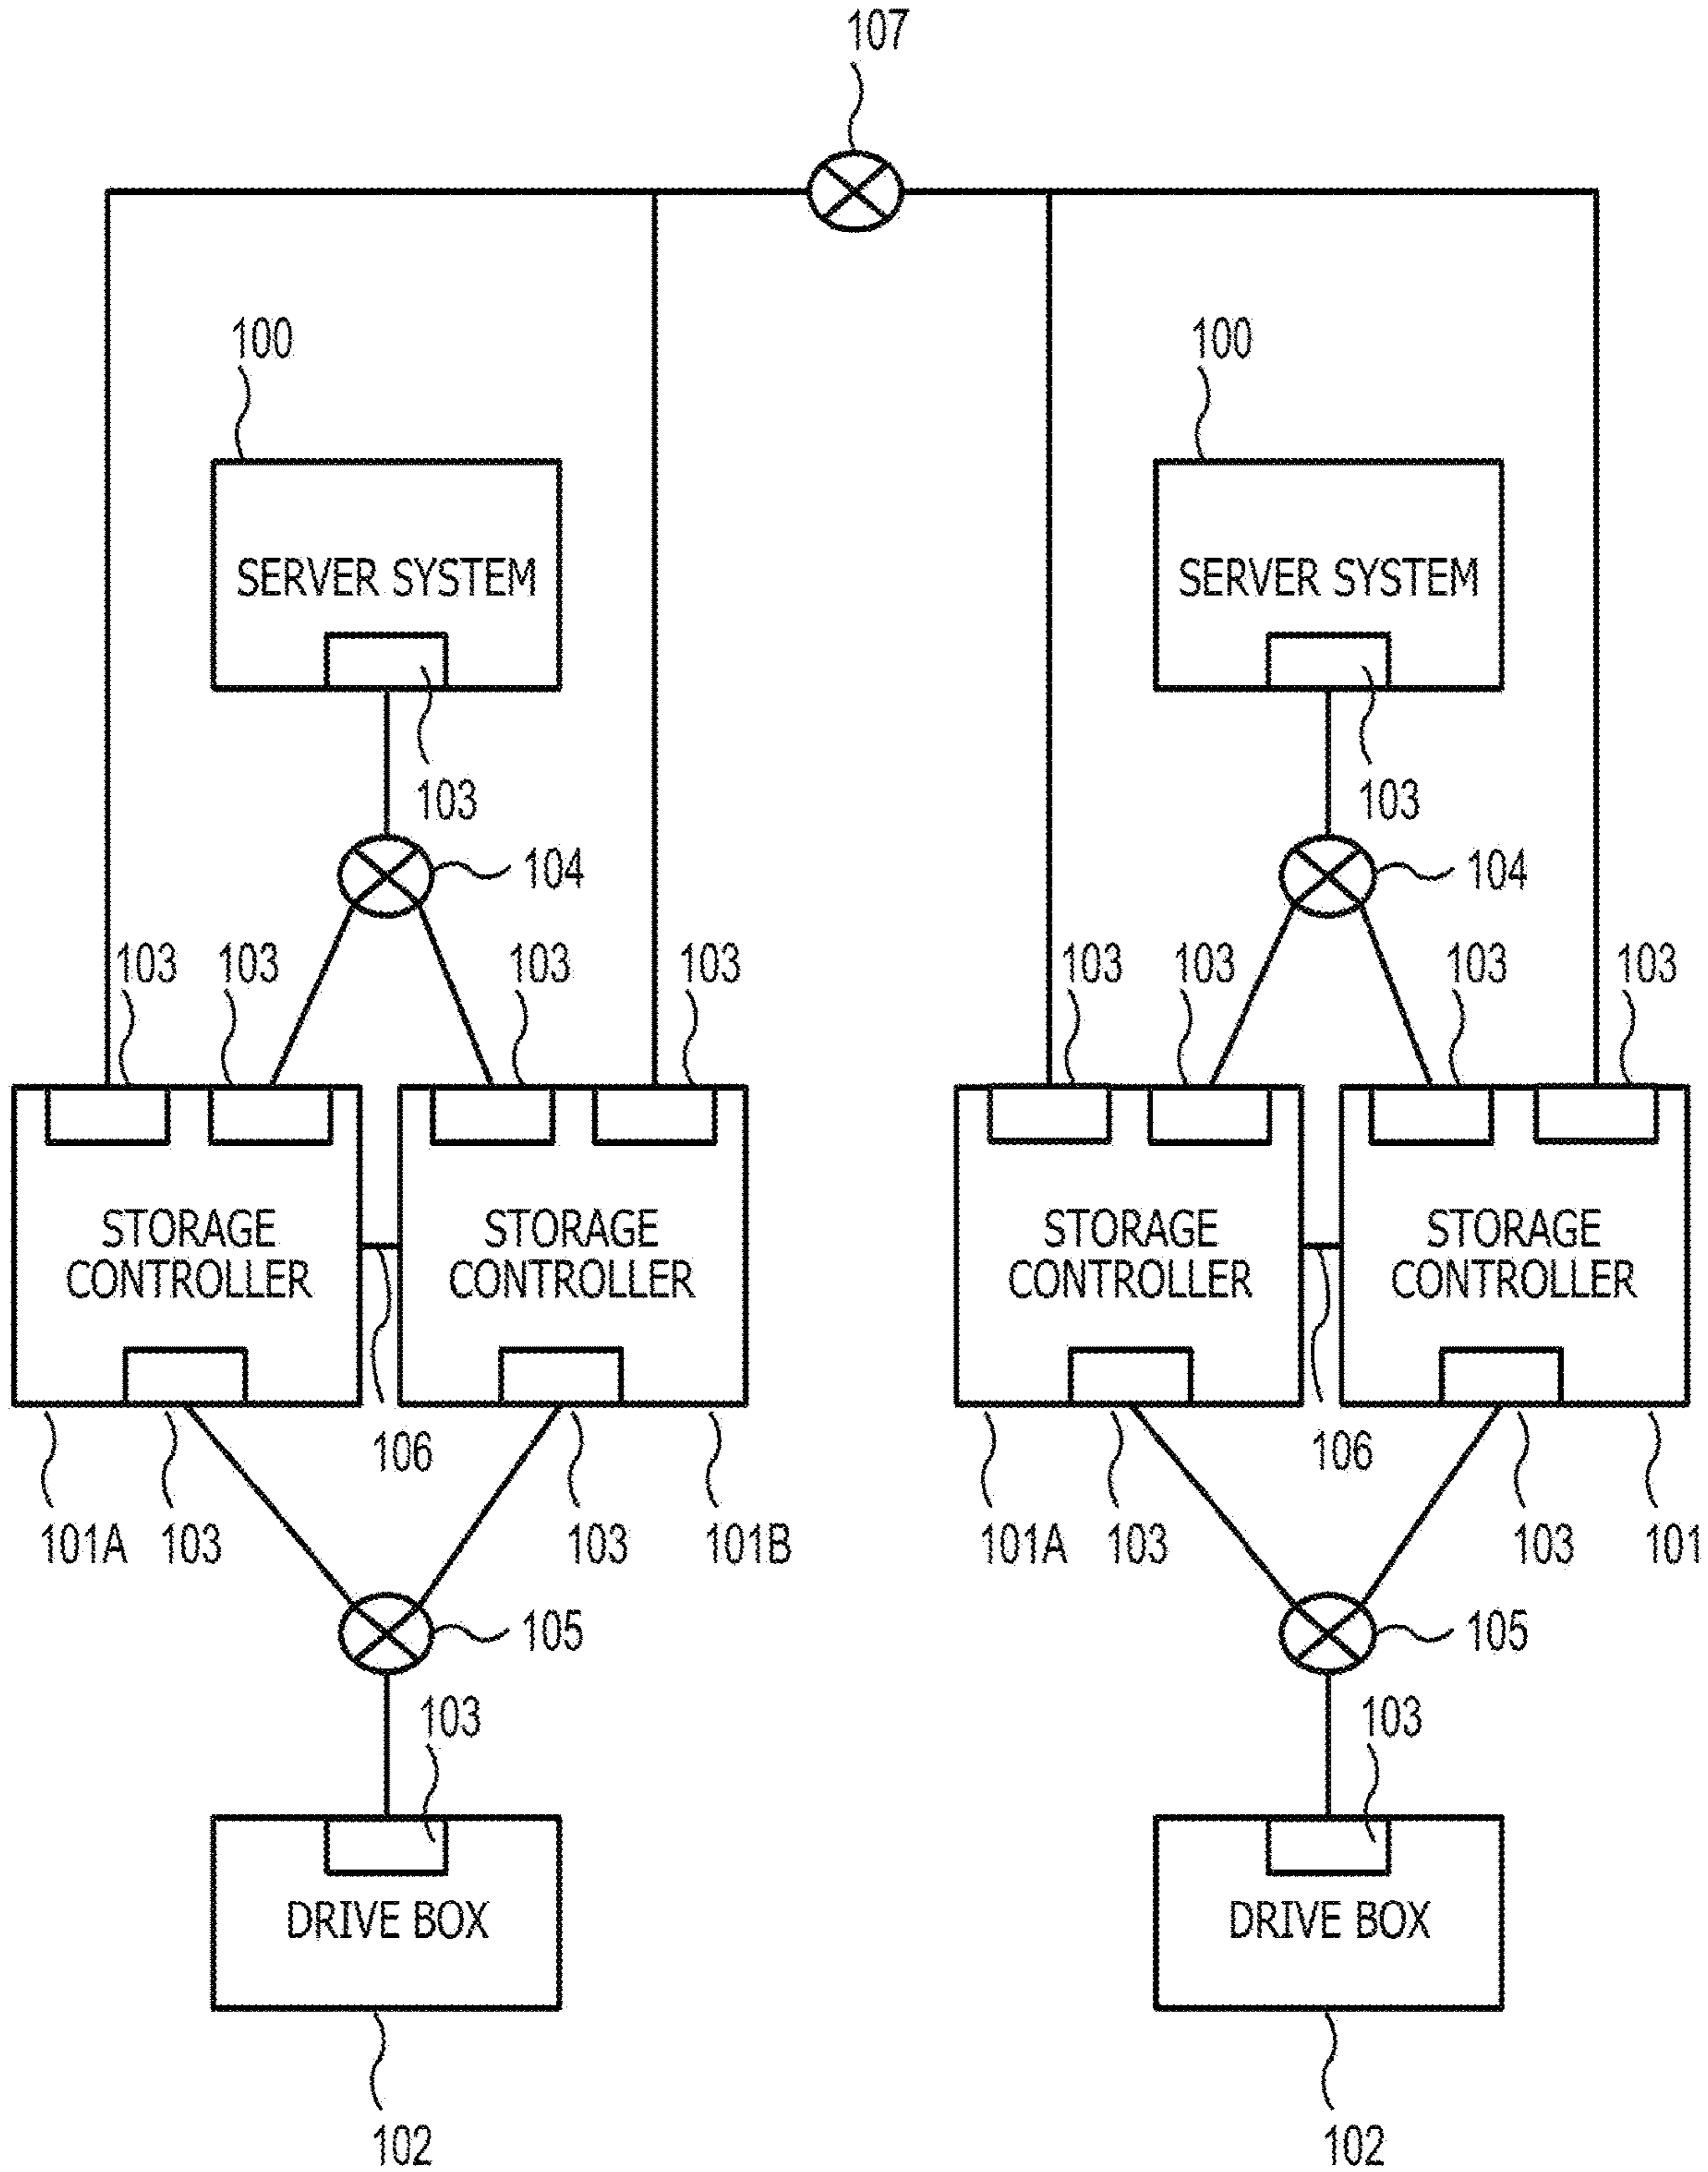 107
100
100
SERVER SYSTEM
SERVER SYSTEM
103
103
104
104
103
103
103
103
103
103
103
103
STORAGE
CONTROLLER
STORAGE
CONTROLLER
STORAGE
CONTROLLER
STORAGE
CONTROLLER
106
106
101A
103
103
101B
101A
103
103
101
105
105
103
103
DRIVE BOX
DRIVE BOX
102
102